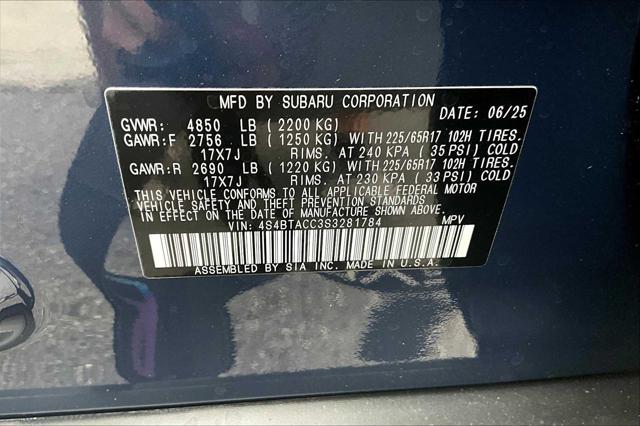 MFD BY SUBARU CORPORATION DATE: 06/25
GVWR: 4850 LB (2200 KG)
GAWR:F 2756 LB (1250 KG) WITH 225/65R17 102H TIRES.
17X7J RIMS. AT 240 KPA (35 PSI) COLD
GAWR:R 2690 LB (1220 KG) WITH 225/65R17 102H TIRES.
17X7J RIMS. AT 230 KPA (33 PSI) COLD
THIS VEHICLE CONFORMS TO ALL APPLICABLE FEDERAL MOTOR
VEHICLE SAFETY AND THEFT PREVENTION STANDARDS IN
EFFECT ON THE DATE OF MANUFACTURE SHOWN ABOVE.
VIN: 4S4BTACC3S3281784 MPV
ASSEMBLED BY SIA INC. MADE IN U.S.A.